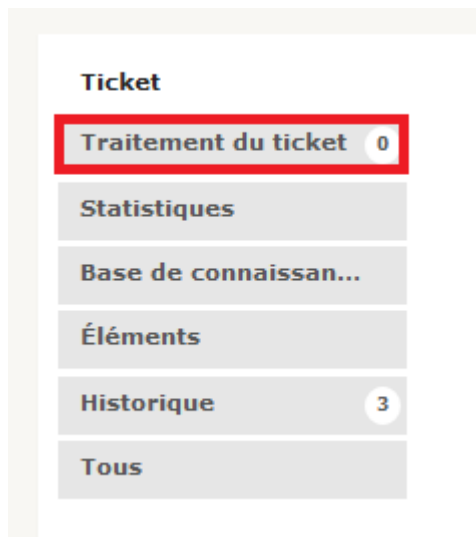 Ticket
Traitement du ticket 0
Statistiques
Base de connaissan...
Éléments
Historique 3
Tous